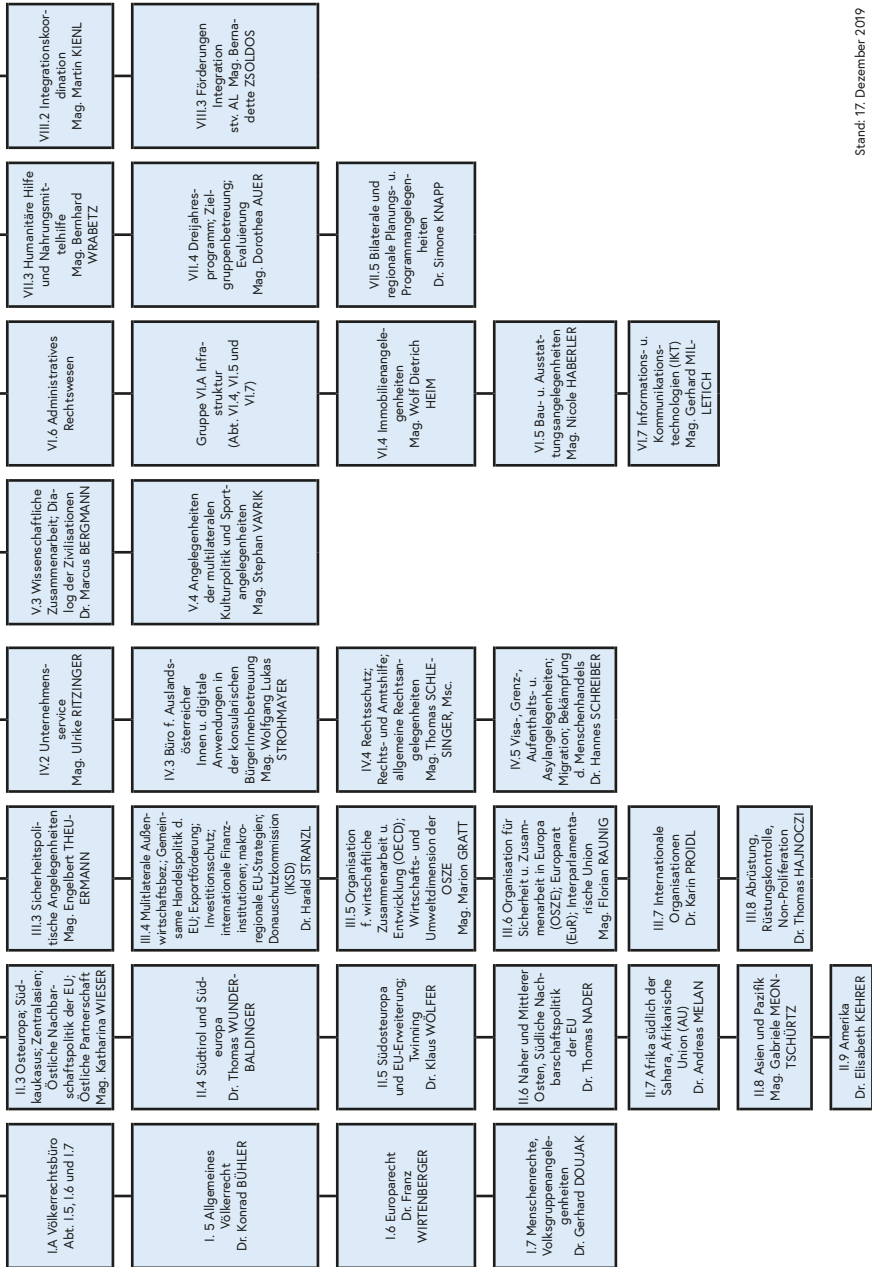 I.A Völkerrechtsbüro
Abt. I.5, I.6 und I.7
I. 5 Allgemeines
Völkerrecht
Dr. Konrad BÜHLER
I.6 Europarecht
Dr. Franz
WIRTENBERGER
I.7 Menschenrechte,
Volksgruppenangele-
genheiten
Dr. Gerhard DOUJAK
II.3 Osteuropa; Süd-
kaukasus; Zentralasien;
Östliche Nachbar-
schaftspolitik der EU;
Östliche Partnerschaft
Mag. Katharina WIESER
II.4 Südtirol und Süd-
europa
Dr. Thomas WUNDER-
BALDINGER
II.5 Südosteuropa
und EU-Erweiterung;
Twinning
Dr. Klaus WÖLFER
II.6 Naher und Mittlerer
Osten, Südliche Nach-
barschaftspolitik
der EU
Dr. Thomas NADER
II.7 Afrika südlich der
Sahara, Afrikanische
Union (AU)
Dr. Andreas MELAN
II.8 Asien und Pazifik
Mag. Gabriele MEON-
TSCHÜRTZ
II.9 Amerika
Dr. Elisabeth KEHRER
III.3 Sicherheitspoli-
tische Angelegenheiten
Mag. Engelbert THEU-
ERMANN
III.4 Mulitlaterale Außen-
wirtschaftsbez.; Gemein-
same Handelspolitik d.
EU; Exportförderung;
Investitionsschutz;
internationale Finanz-
institutionen; makro-
regionale EU-Strategien;
Donauschutzkommission
(IKSD)
Dr. Harald STRANZL
III.5 Organisation
f. wirtschaftliche
Zusammenarbeit u.
Entwicklung (OECD);
Wirtschafts- und
Umweltdimension der
OSZE
Mag. Marion GRATT
III.6 Organisation für
Sicherheit u. Zusam-
menarbeit in Europa
(OSZE); Europarat
(EuR); Interparlamenta-
rische Union
Mag. Florian RAUNIG
III.7 Internationale
Organisationen
Dr. Karin PROIDL
III.8 Abrüstung,
Rüstungskontrolle,
Non-Proliferation
Dr. Thomas HAJNOCZI
IV.2 Unternehmens-
service
Mag. Ulrike RITZINGER
IV.3 Büro f. Auslands-
österreicher
Innen u. digitale
Anwendungen in
der konsularischen
BürgerInnenbetreuung
Mag. Wolfgang Lukas
STROHMAYER
IV.4 Rechtsschutz;
Rechts- und Amtshilfe;
allgemeine Rechtsan-
gelegenheiten
Mag. Thomas SCHLE-
SINGER, Msc.
IV.5 Visa-, Grenz-,
Aufenthalts- u.
Asylangelegenheiten;
Migration; Bekämpfung
d. Menschenhandels
Dr. Hannes SCHREIBER
V.3 Wissenschaftliche
Zusammenarbeit; Dia-
log der Zivilisationen
Dr. Marcus BERGMANN
V.4 Angelegenheiten
der multilateralen
Kulturpolitik und Sport-
angelegenheiten
Mag. Stephan VAVRIK
VI.6 Administratives
Rechtswesen
Gruppe VI.A Infra-
struktur
(Abt. VI.4, VI.5 und
VI.7)
VI.4 Immobilienangele-
genheiten
Mag. Wolf Dietrich
HEIM
VI.5 Bau- u. Ausstat-
tungsangelegenheiten
Mag. Nicole HABERLER
VI.7 Informations- u.
Kommunikations-
technologien (IKT)
Mag. Gerhard MIL-
LETICH
VII.3 Humanitäre Hilfe
und Nahrungsmit-
telhilfe
Mag. Bernhard
WRABETZ
VII.4 Dreijahres-
programm; Ziel-
gruppenbetreuung;
Evaluierung
Mag. Dorothea AUER
VII.5 Bilaterale und
regionale Planungs- u.
Programmangelegen-
heiten
Dr. Simone KNAPP
VIII.2 Integrationskoor-
dination
Mag. Martin KIENL
VIII.3 Förderungen
Integration
stv. AL Mag. Berna-
dette ZSOLDOS
Stand: 17. Dezember 2019